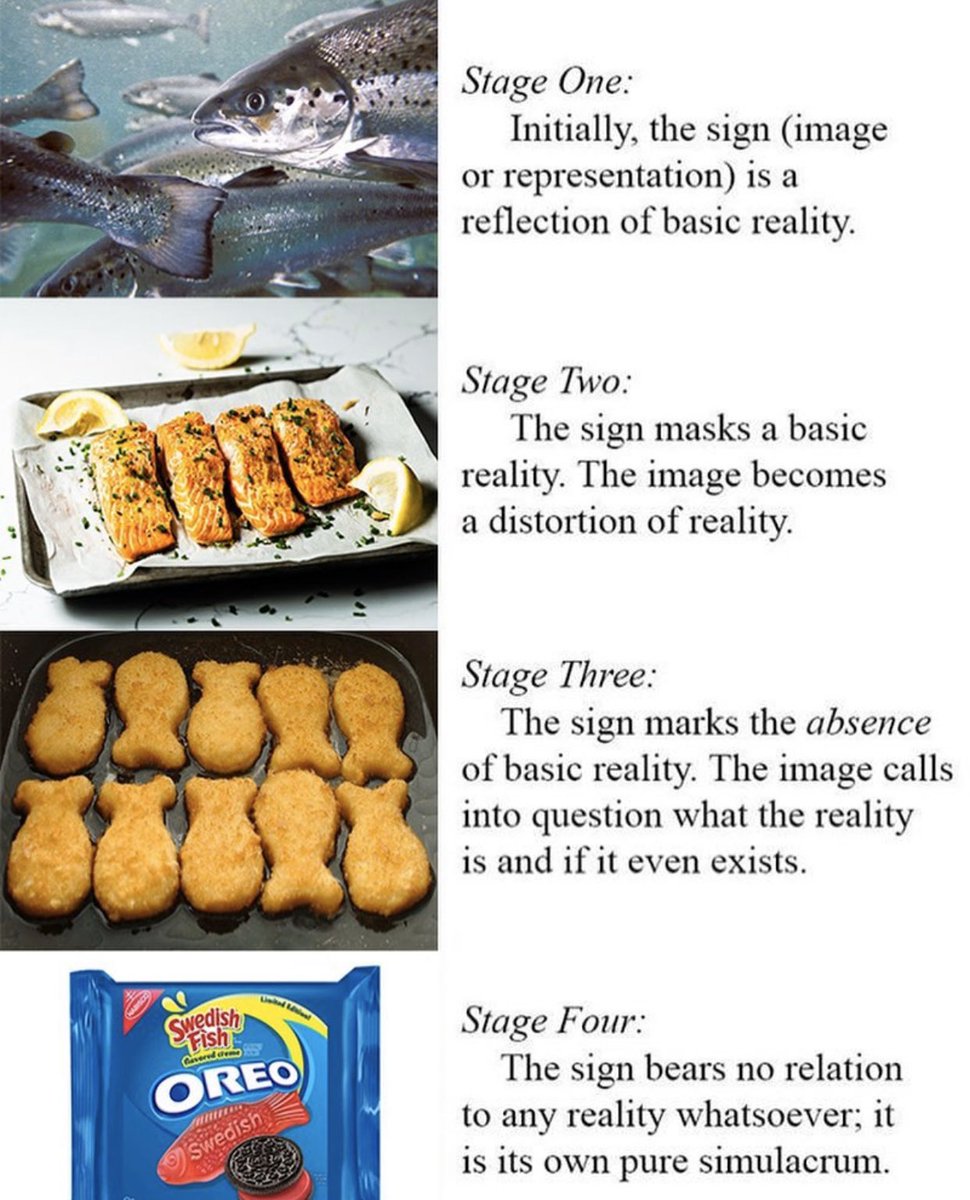 Stage One:
Initially, the sign (image
or representation) is a
reflection of basic reality.
Stage Two:
The sign masks a basic
reality. The image becomes
a distortion of reality.
Stage Three:
The sign marks the absence
of basic reality. The image calls
into question what the reality
is and if it even exists.
NABISCO
Limited Edition!
Swedish
Fish
flavored creme
OREO
Swedish
Stage Four:
The sign bears no relation
to any reality whatsoever; it
is its own pure simulacrum.